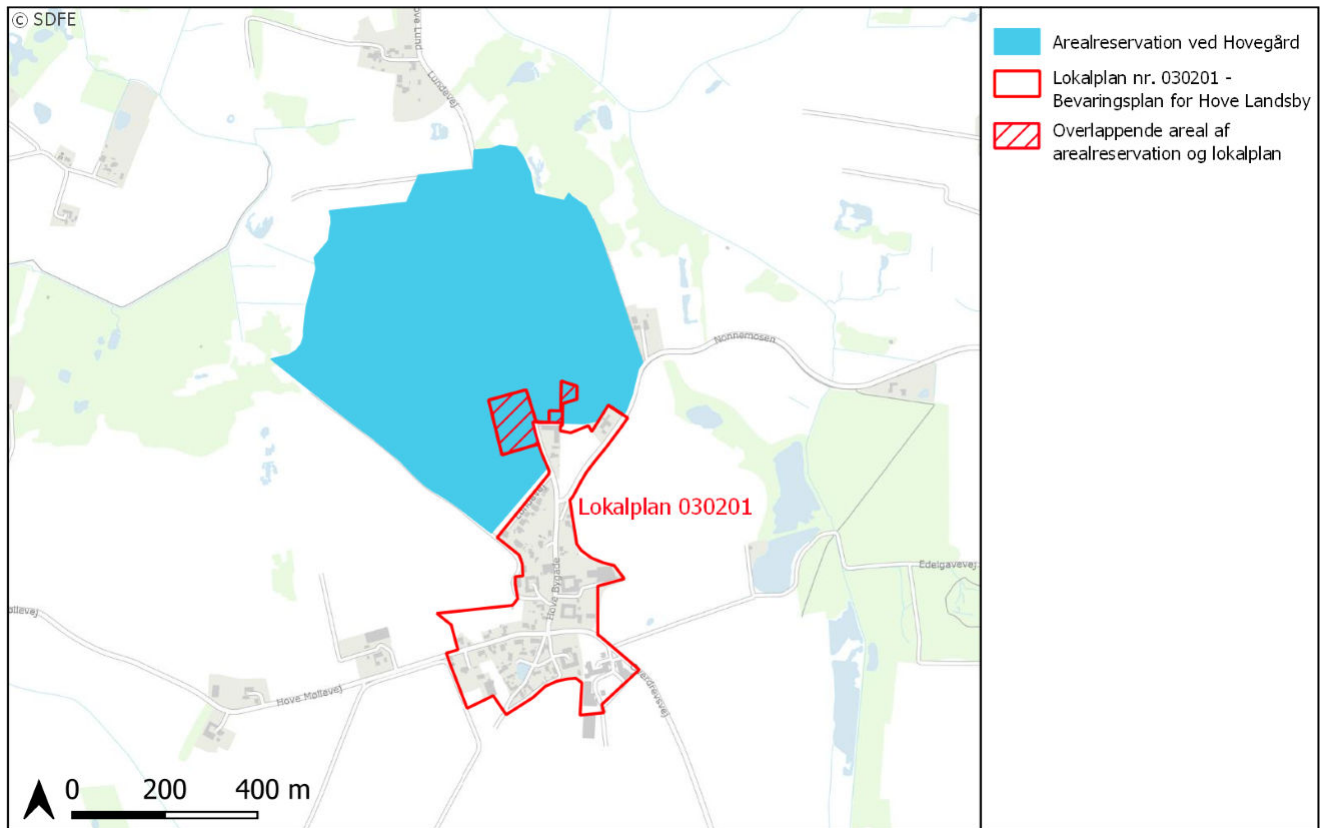 © SDFE
Lundevej
Nonnemosen
Lokalplan 030201
Edelgavevej
Hove Bygade
Hove Møllevej
0 200 400 m
Arealreservation ved Hovegård
Lokalplan nr. 030201 -
Bevaringsplan for Hove Landsby
Overlappende areal af
arealreservation og lokalplan